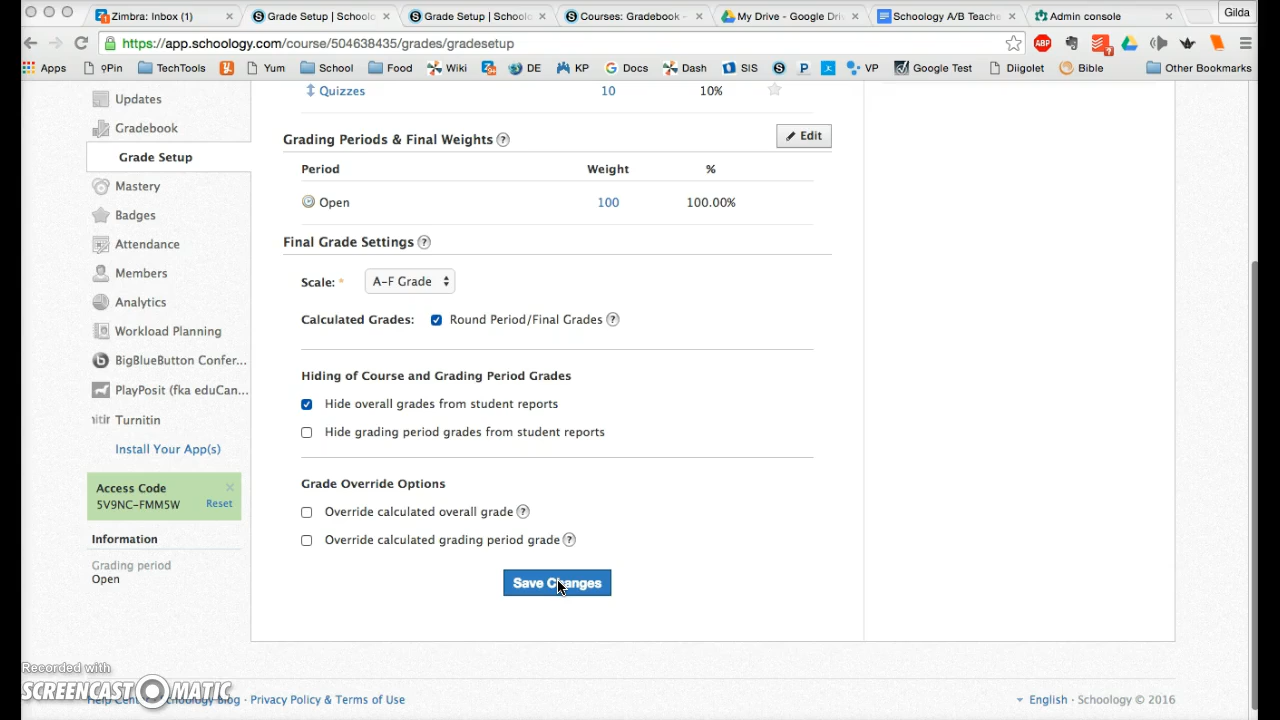 Zimbra: Inbox (1)
Grade Setup | Schoolo
Grade Setup | Schoolo
Courses: Gradebook -
My Drive - Google Dri
Schoology A/B Teache
Admin console
Gilda
https://app.schoology.com/course/504638435/grades/gradesetup
ABP
Apps
9Pin
TechTools
Yum
School
Food
Wiki
DE
KP
Docs
Dash
SIS
VP
Google Test
Diigolet
Bible
Other Bookmarks
Updates
Gradebook
Grade Setup
Mastery
Badges
Attendance
Members
Analytics
Workload Planning
BigBlueButton Confer...
PlayPosit (fka eduCan...
Turnitin
Install Your App(s)
Access Code
5V9NC-FMM5W Reset
Information
Grading period
Open
Quizzes 10 10%
Grading Periods & Final Weights ?
Edit
Period Weight %
Open 100 100.00%
Final Grade Settings ?
Scale: * A-F Grade
Calculated Grades: Round Period/Final Grades ?
Hiding of Course and Grading Period Grades
Hide overall grades from student reports
Hide grading period grades from student reports
Grade Override Options
Override calculated overall grade ?
Override calculated grading period grade ?
Save Changes
Recorded with
SCREENCAST-O-MATIC
Blog · Privacy Policy & Terms of Use
English · Schoology © 2016